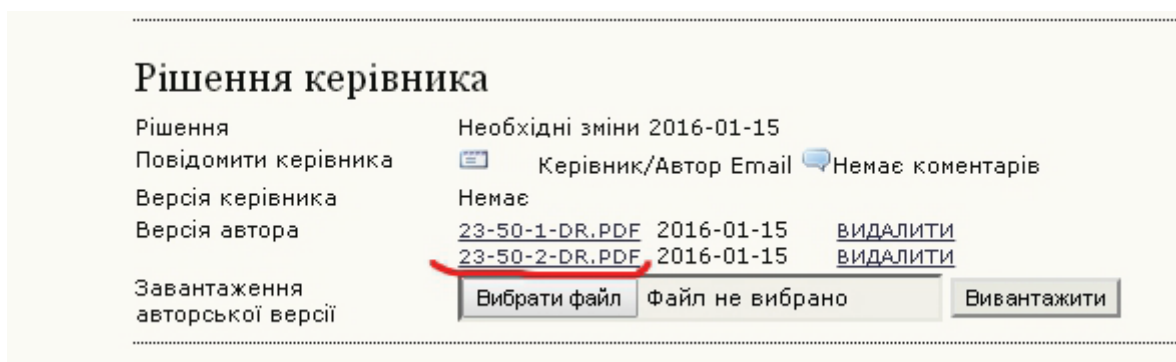 Рішення керівника
Рішення Необхідні зміни 2016-01-15
Повідомити керівника Керівник/Автор Email Немає коментарів
Версія керівника Немає
Версія автора 23-50-1-DR.PDF 2016-01-15 ВИДАЛИТИ
23-50-2-DR.PDF 2016-01-15 ВИДАЛИТИ
Завантаження
авторської версії Вибрати файл Файл не вибрано Вивантажити